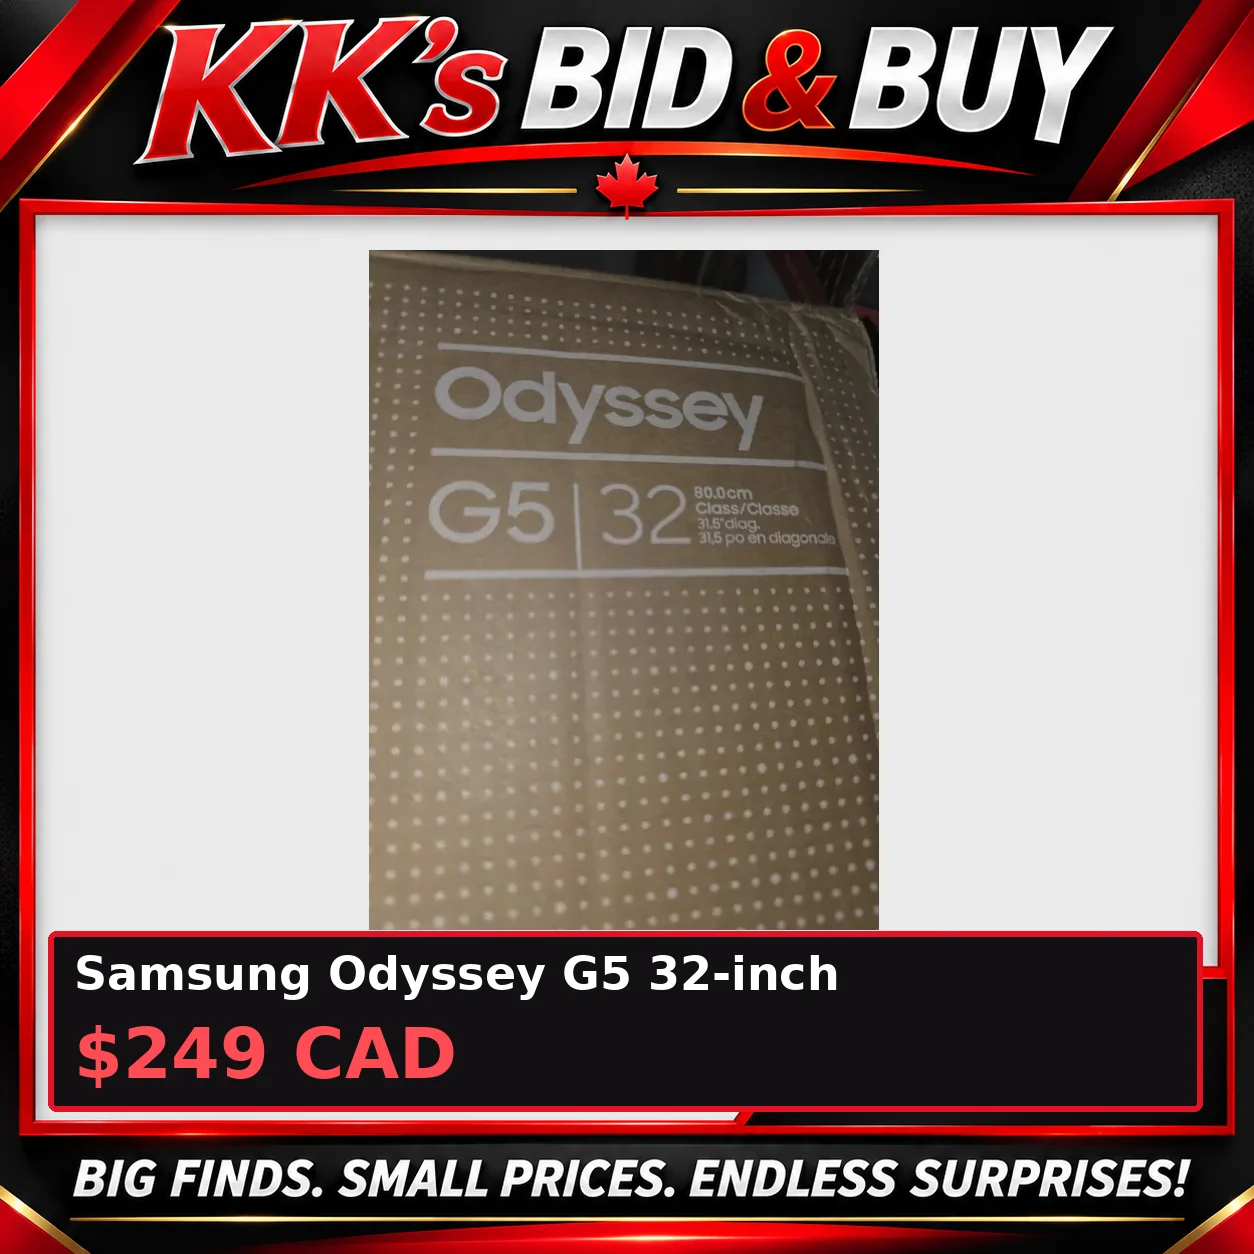 KK's BID & BUY
Odyssey
G5 | 32
80.0cm
Class/Classe
31.5"diag.
31,5 po en diagonale
Samsung Odyssey G5 32-inch
$249 CAD
BIG FINDS. SMALL PRICES. ENDLESS SURPRISES!